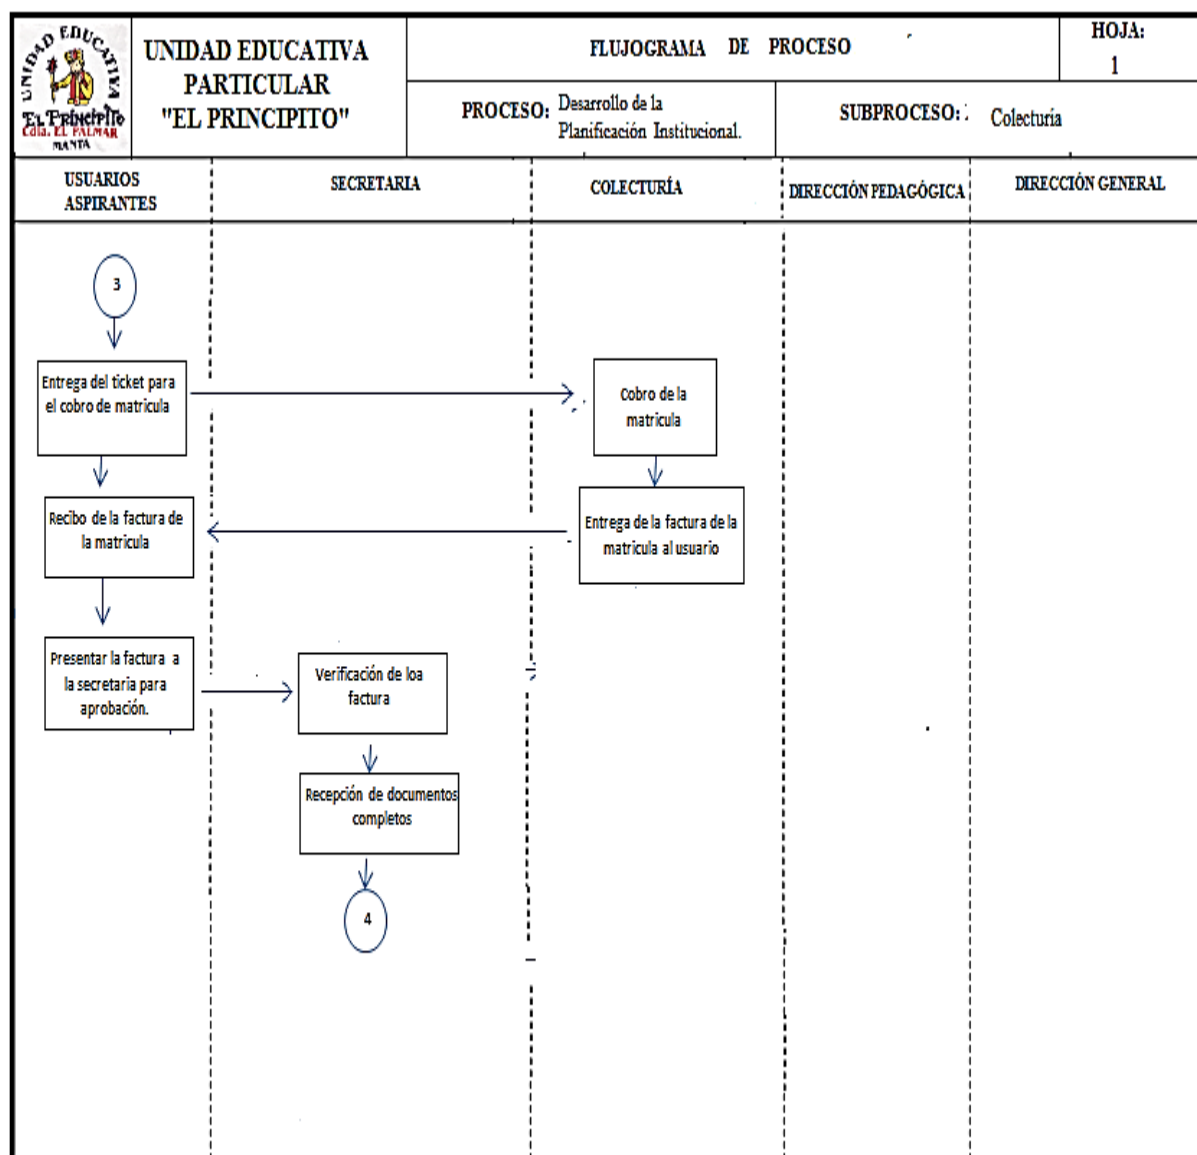 UNIDAD EDUCATIVA
EL PRINCIPITO
Cdla. EL PALMAR
MANTA
UNIDAD EDUCATIVA
PARTICULAR
"EL PRINCIPITO"
FLUJOGRAMA DE PROCESO
HOJA:
1
PROCESO: Desarrollo de la
Planificación Institucional.
SUBPROCESO: Colecturía
USUARIOS
ASPIRANTES
SECRETARIA
COLECTURÍA
DIRECCIÓN PEDAGÓGICA
DIRECCIÓN GENERAL
3
Entrega del ticket para
el cobro de matricula
Cobro de la
matricula
Recibo de la factura de
la matricula
Entrega de la factura de la
matricula al usuario
Presentar la factura a
la secretaria para
aprobación.
Verificación de loa
factura
Recepción de documentos
completos
4